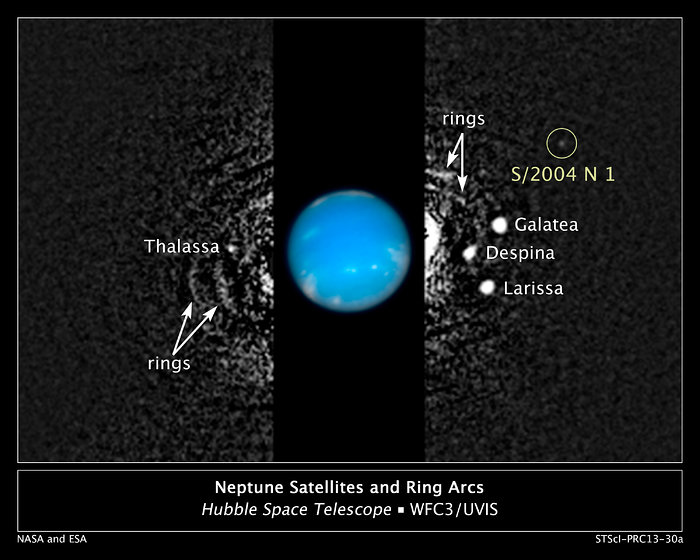 rings
S/2004 N 1
Galatea
Thalassa
Despina
Larissa
rings
Neptune Satellites and Ring Arcs
Hubble Space Telescope ▪ WFC3/UVIS
NASA and ESA
STScI-PRC13-30a